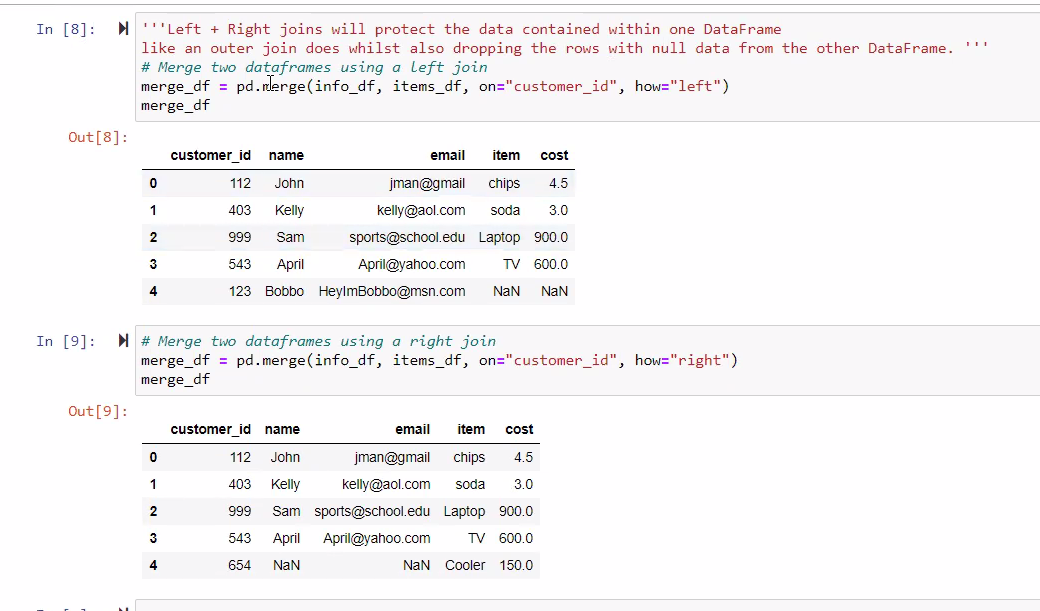 In [8]:
'''Left + Right joins will protect the data contained within one DataFrame
like an outer join does whilst also dropping the rows with null data from the other DataFrame. '''
# Merge two dataframes using a left join
merge_df = pd.merge(info_df, items_df, on="customer_id", how="left")
merge_df
Out[8]:
customer_id name email item cost
0 112 John jman@gmail chips 4.5
1 403 Kelly kelly@aol.com soda 3.0
2 999 Sam sports@school.edu Laptop 900.0
3 543 April April@yahoo.com TV 600.0
4 123 Bobbo HeyImBobbo@msn.com NaN NaN
In [9]:
# Merge two dataframes using a right join
merge_df = pd.merge(info_df, items_df, on="customer_id", how="right")
merge_df
Out[9]:
customer_id name email item cost
0 112 John jman@gmail chips 4.5
1 403 Kelly kelly@aol.com soda 3.0
2 999 Sam sports@school.edu Laptop 900.0
3 543 April April@yahoo.com TV 600.0
4 654 NaN NaN Cooler 150.0